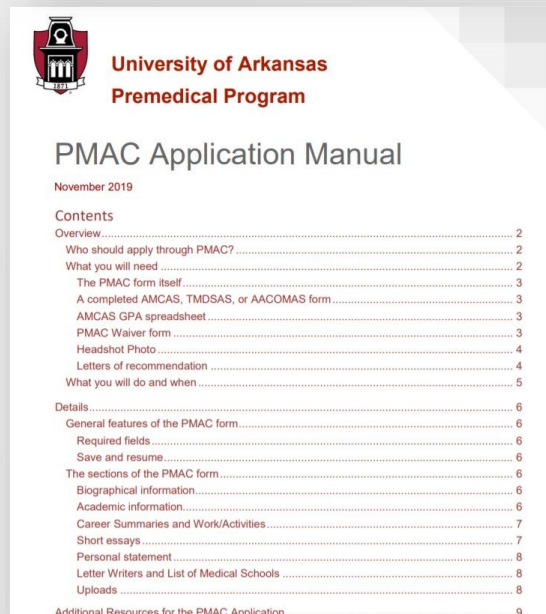 1871
University of Arkansas
Premedical Program
PMAC Application Manual
November 2019
Contents
Overview 2
Who should apply through PMAC? 2
What you will need 2
The PMAC form itself 3
A completed AMCAS, TMDSAS, or AACOMAS form 3
AMCAS GPA spreadsheet 3
PMAC Waiver form 3
Headshot Photo 4
Letters of recommendation 4
What you will do and when 5
Details 6
General features of the PMAC form 6
Required fields 6
Save and resume 6
The sections of the PMAC form 6
Biographical information 6
Academic information 6
Career Summaries and Work/Activities 7
Short essays 7
Personal statement 8
Letter Writers and List of Medical Schools 8
Uploads 8
Additional Resources for the PMAC Application 9